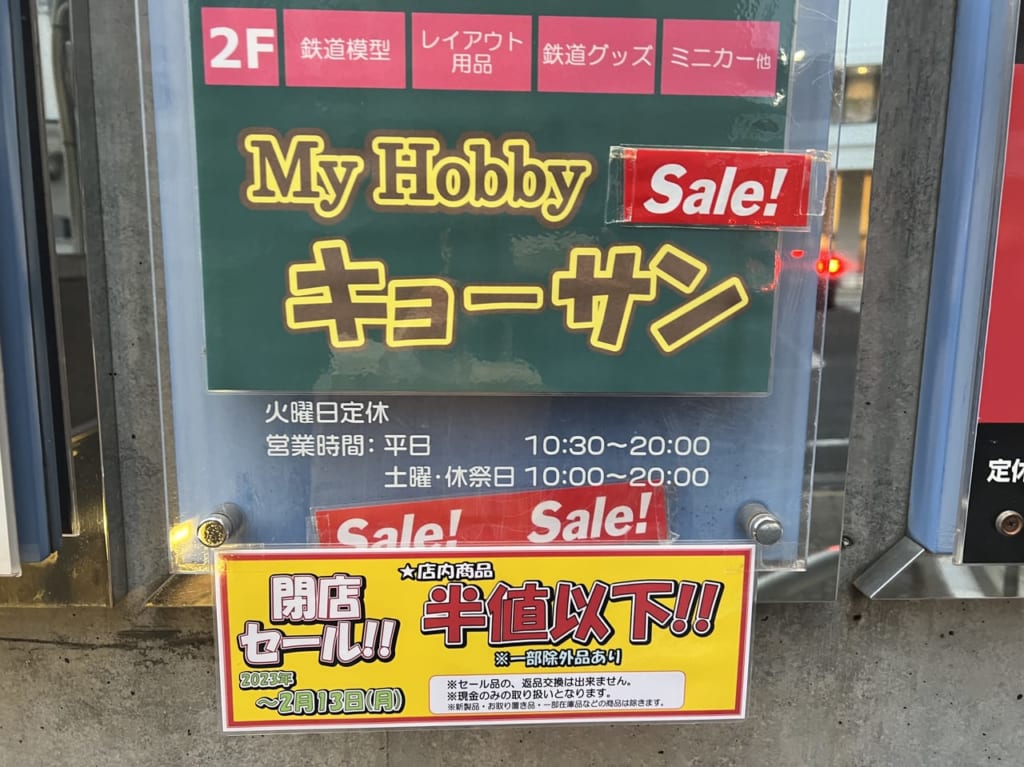 2F 鉄道模型 レイアウト用品 鉄道グッズ ミニカー他
My Hobby Sale!
キョーサン
火曜日定休
営業時間：平日 10:30～20:00
土曜・休祭日 10:00～20:00
Sale! Sale!
閉店セール!!
2023年
～2月13日(月)
★店内商品
半値以下!!
※一部除外品あり
※セール品の、返品交換は出来ません。
※現金のみの取り扱いとなります。
※新製品・お取り置き品・一部在庫品などの商品は除きます。
定休